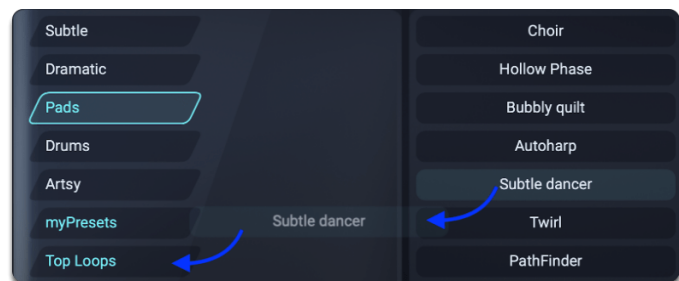 Subtle
Dramatic
Pads
Drums
Artsy
myPresets
Top Loops
Subtle dancer
Choir
Hollow Phase
Bubbly quilt
Autoharp
Subtle dancer
Twirl
PathFinder